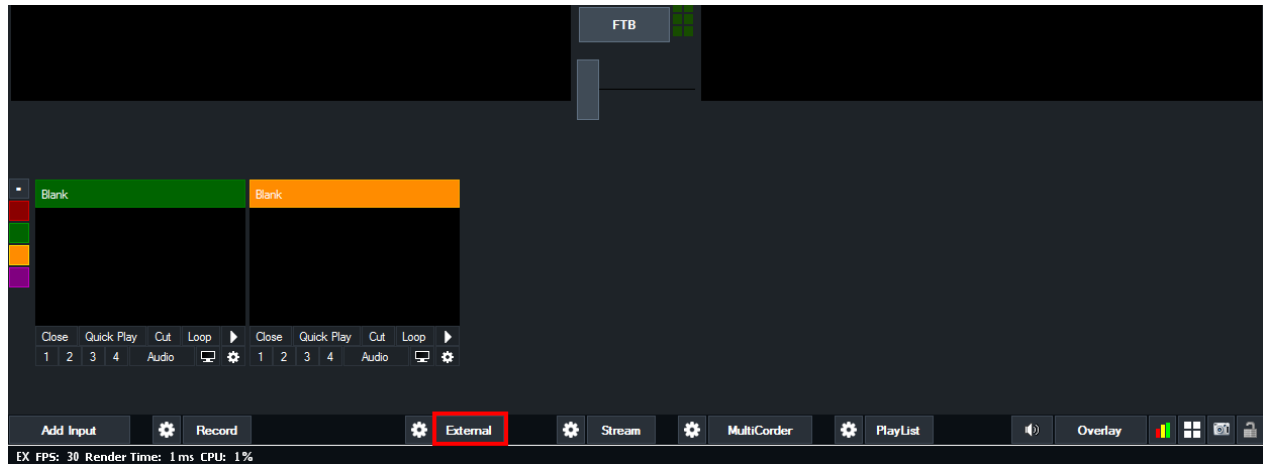 FTB
Blank Blank
Close Quick Play Cut Loop Close Quick Play Cut Loop
1 2 3 4 Audio 1 2 3 4 Audio
Add Input Record External Stream MultiCorder PlayList Overlay
EX FPS: 30 Render Time: 1 ms CPU: 1%